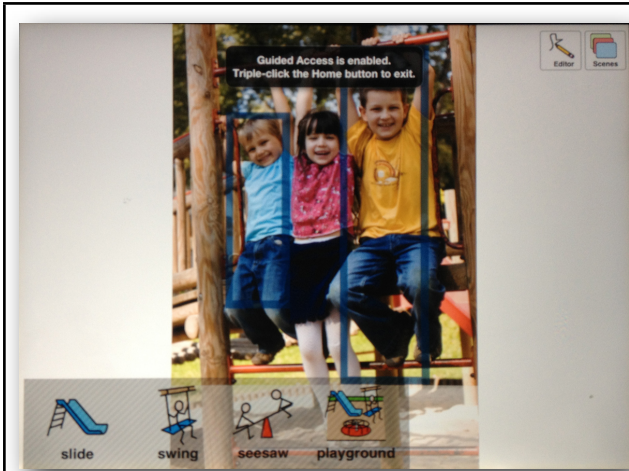 Guided Access is enabled.
Triple-click the Home button to exit.
Editor
Scenes
slide
swing
seesaw
playground